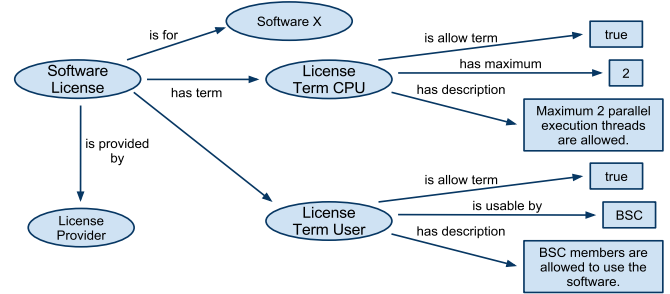 Software X
is for
Software
License
has term
is provided
by
License
Provider
License
Term CPU
is allow term
true
has maximum
2
has description
Maximum 2 parallel
execution threads
are allowed.
License
Term User
is allow term
true
is usable by
BSC
has description
BSC members are
allowed to use the
software.